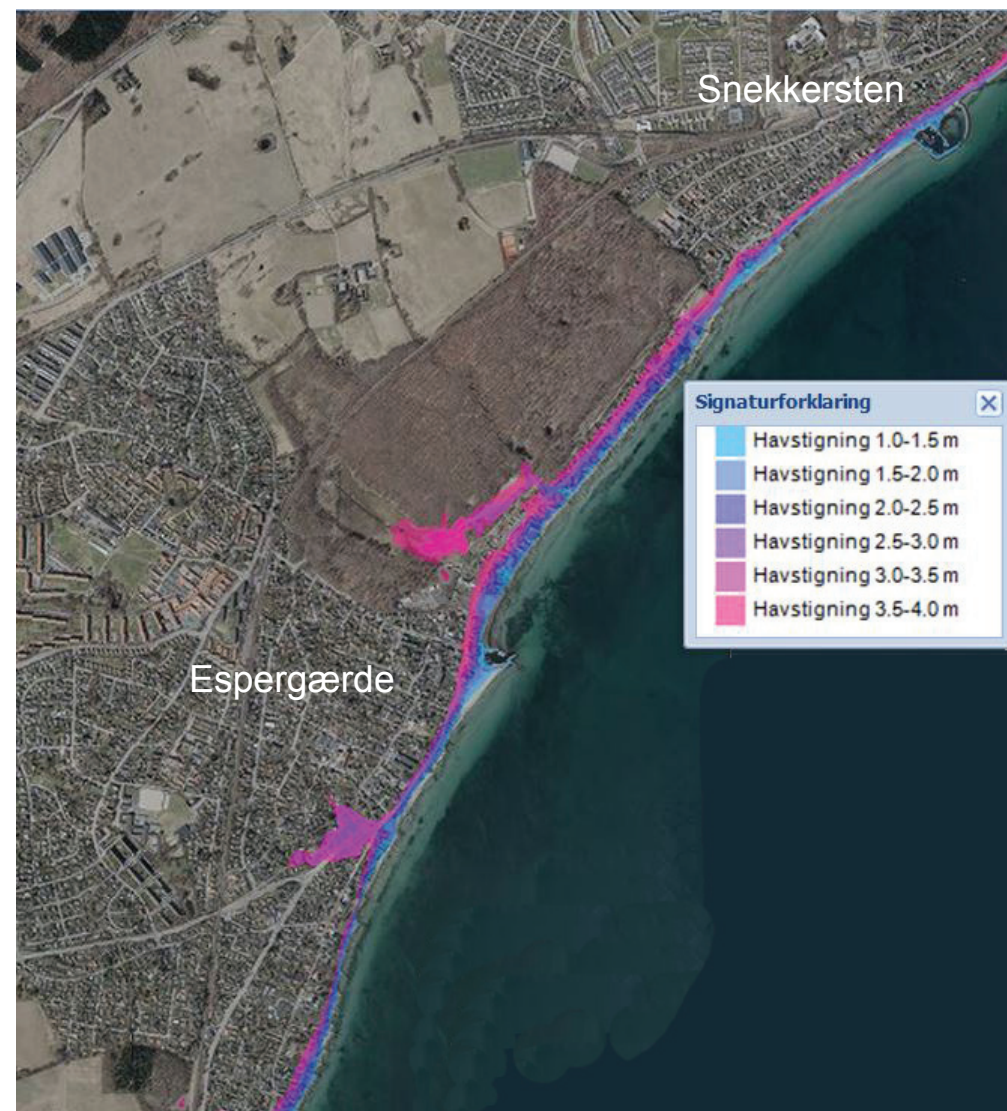 Snekkersten
Signaturforklaring
Havstigning 1.0-1.5 m
Havstigning 1.5-2.0 m
Havstigning 2.0-2.5 m
Havstigning 2.5-3.0 m
Havstigning 3.0-3.5 m
Havstigning 3.5-4.0 m
Espergærde